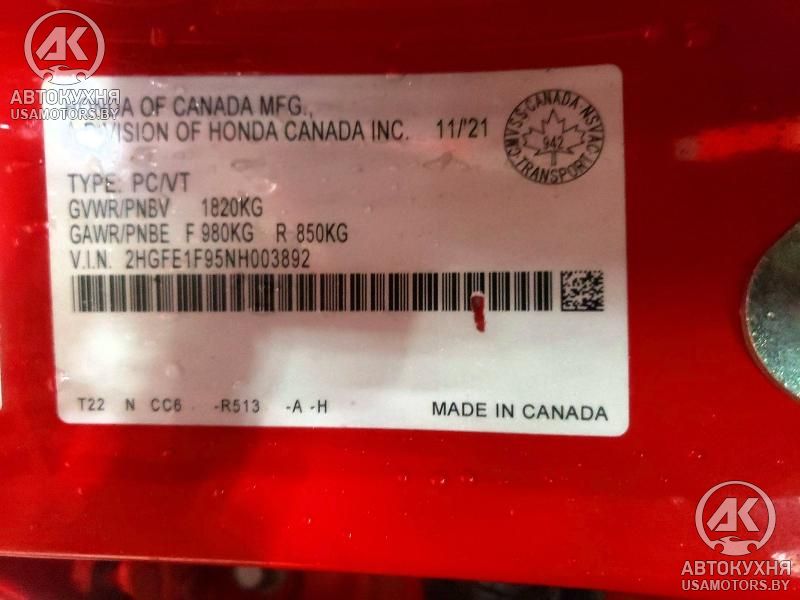 АК
АВТОКУХНЯ
USAMOTORS.BY
OF CANADA MFG.,
A DIVISION OF HONDA CANADA INC. 11/'21
CMVSS·CANADA·NSVAC
942
TRANSPORT
TYPE: PC/VT
GVWR/PNBV 1820KG
GAWR/PNBE F 980KG R 850KG
V.I.N. 2HGFE1F95NH003892
T22 N CC6 -R513 -A -H
MADE IN CANADA
АК
АВТОКУХНЯ
USAMOTORS.BY